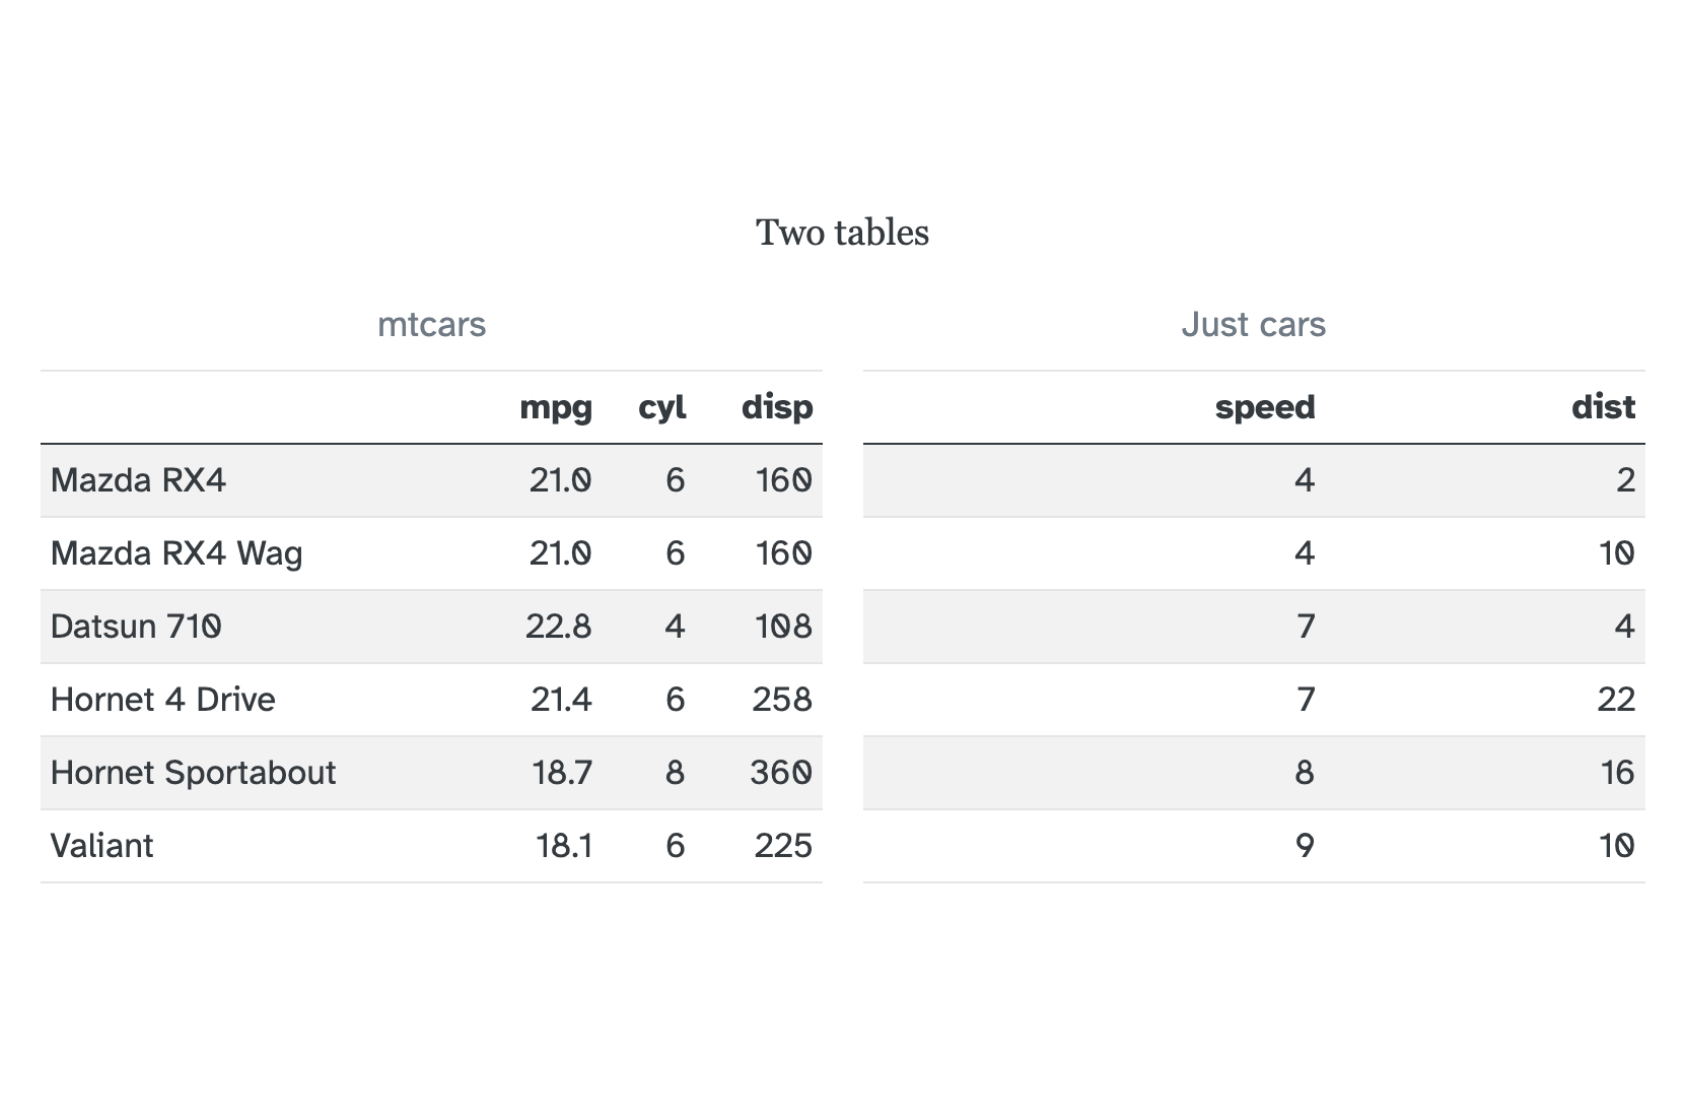 Two tables
mtcars
mpg cyl disp
Mazda RX4 21.0 6 160
Mazda RX4 Wag 21.0 6 160
Datsun 710 22.8 4 108
Hornet 4 Drive 21.4 6 258
Hornet Sportabout 18.7 8 360
Valiant 18.1 6 225
Just cars
speed dist
4 2
4 10
7 4
7 22
8 16
9 10